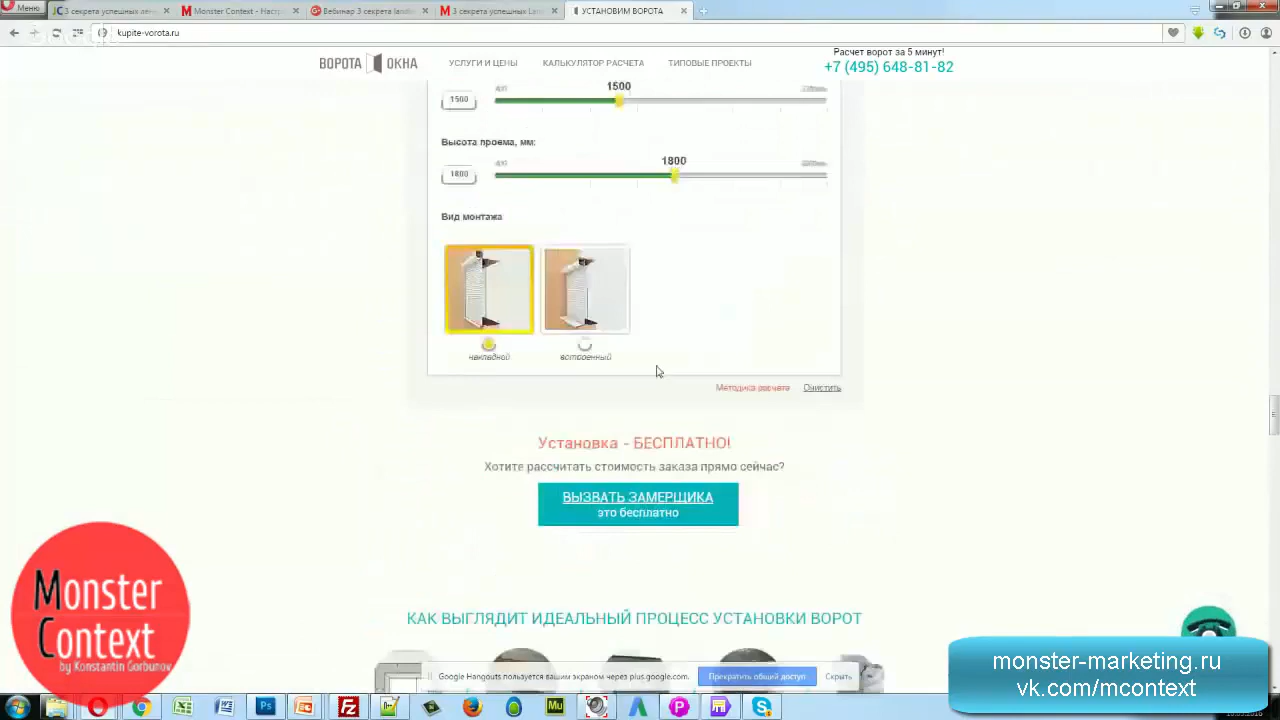 Меню
3 секрета успешных лен
Monster Context - Настро
Вебинар 3 секрета landin
3 секрета успешных Lan
УСТАНОВИМ ВОРОТА
kupite-vorota.ru
ВОРОТА ОКНА
УСЛУГИ И ЦЕНЫ
КАЛЬКУЛЯТОР РАСЧЕТА
ТИПОВЫЕ ПРОЕКТЫ
Расчет ворот за 5 минут!
+7 (495) 648-81-82
1500
1500
Высота проема, мм:
1800
1800
Вид монтажа
накладной
встроенный
Методика расчета
Очистить
Установка - БЕСПЛАТНО!
Хотите рассчитать стоимость заказа прямо сейчас?
ВЫЗВАТЬ ЗАМЕРЩИКА
это бесплатно
КАК ВЫГЛЯДИТ ИДЕАЛЬНЫЙ ПРОЦЕСС УСТАНОВКИ ВОРОТ
Google Hangouts пользуется вашим экраном через plus.google.com.
Прекратить общий доступ
Скрыть
Monster
Context
by Konstantin Gorbunov
monster-marketing.ru
vk.com/mcontext